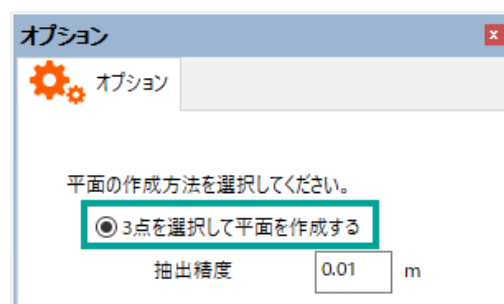 オプション
オプション
平面の作成方法を選択してください。
3点を選択して平面を作成する
抽出精度 0.01 m